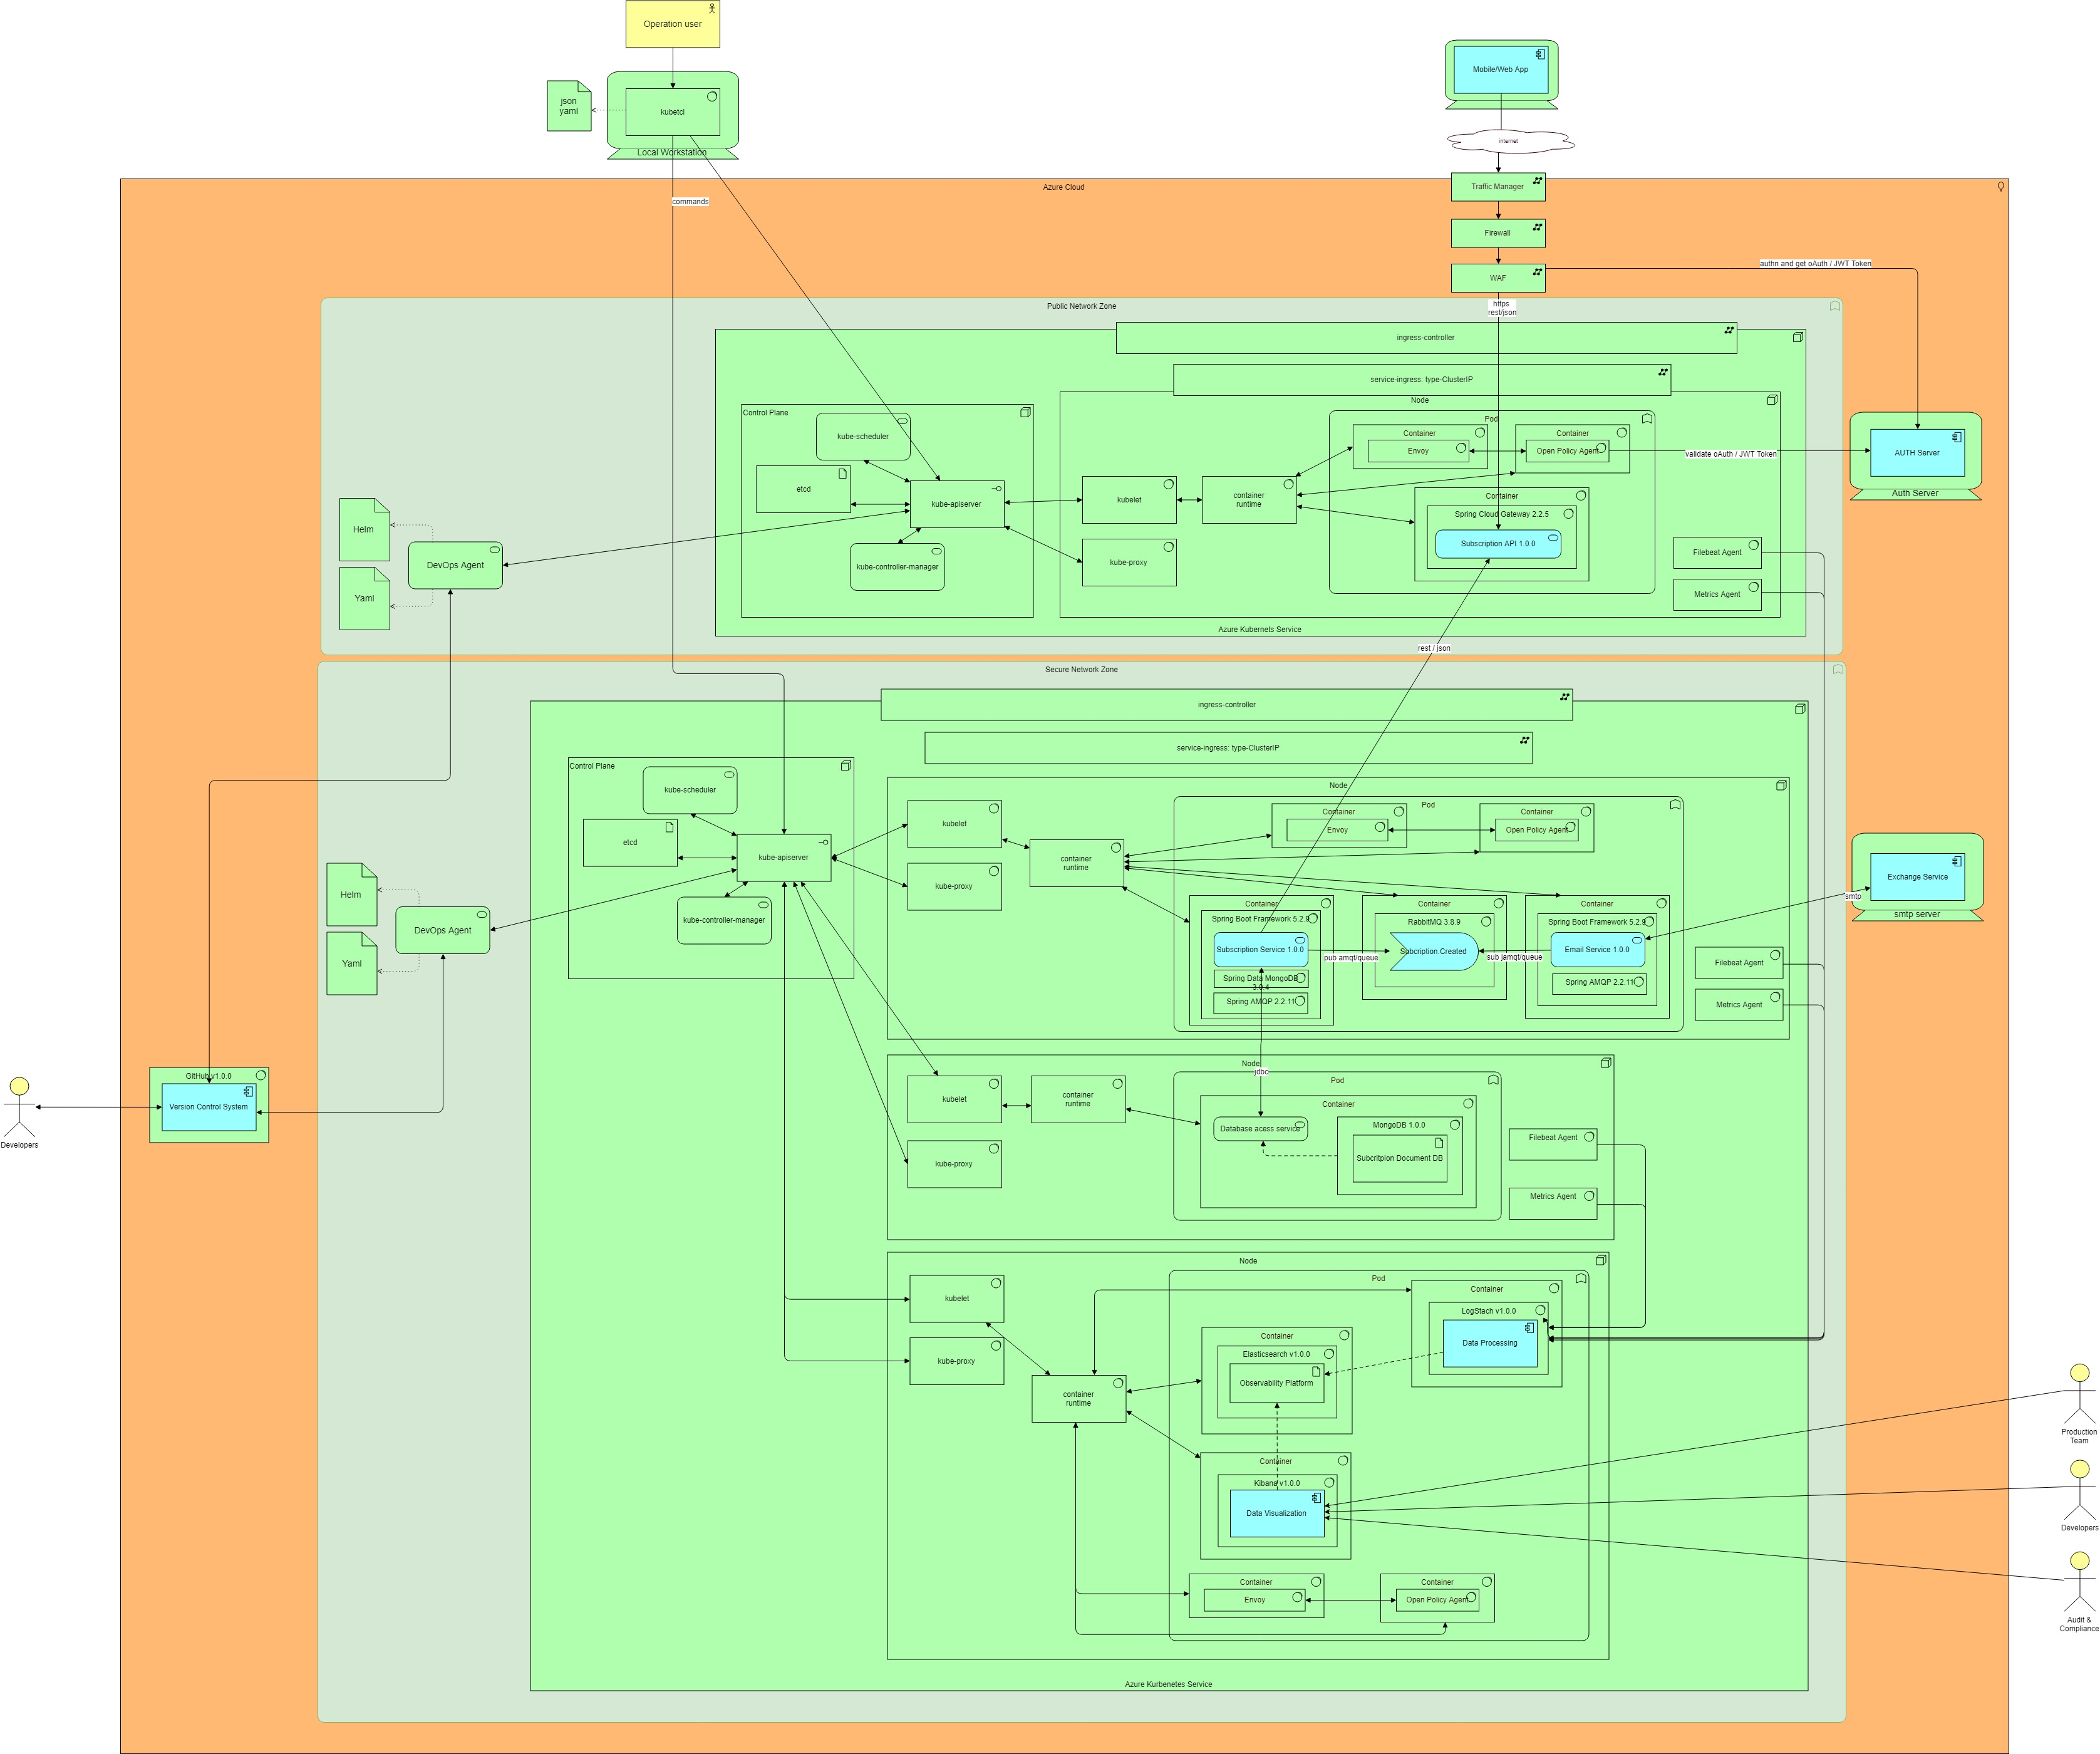 Operation user
json
yaml
kubetcl
Local Workstation
Mobile/Web App
internet
Azure Cloud
Traffic Manager
commands
Firewall
authn and get oAuth / JWT Token
WAF
Public Network Zone
https
rest/json
ingress-controller
service-ingress: type-ClusterIP
Node
Control Plane
Pod
kube-scheduler
Container
Container
Envoy
Open Policy Agent
validate oAuth / JWT Token
AUTH Server
Auth Server
etcd
kube-apiserver
kubelet
container
runtime
Container
Spring Cloud Gateway 2.2.5
Subscription API 1.0.0
Helm
DevOps Agent
Yaml
kube-controller-manager
kube-proxy
Filebeat Agent
Metrics Agent
Azure Kubernets Service
rest / json
Secure Network Zone
ingress-controller
service-ingress: type-ClusterIP
Control Plane
Node
kube-scheduler
Pod
kubelet
Container
Container
Envoy
Open Policy Agent
etcd
kube-apiserver
container
runtime
kube-proxy
Exchange Service
smtp
smtp server
Helm
DevOps Agent
Yaml
kube-controller-manager
Container
Container
Container
Spring Boot Framework 5.2.9
RabbitMQ 3.8.9
Spring Boot Framework 5.2.9
Subscription Service 1.0.0
pub amqt/queue
Subcription.Created
sub jamqt/queue
Email Service 1.0.0
Spring Data MongoDB
3.0.4
Spring AMQP 2.2.11
Spring AMQP 2.2.11
Filebeat Agent
Metrics Agent
Node
jdbc
GitHub v1.0.0
Version Control System
Developers
kubelet
container
runtime
Pod
Container
Database acess service
MongoDB 1.0.0
Subcritpion Document DB
kube-proxy
Filebeat Agent
Metrics Agent
Node
Pod
kubelet
Container
LogStach v1.0.0
Data Processing
kube-proxy
Container
Elasticsearch v1.0.0
Observability Platform
container
runtime
Production
Team
Container
Kibana v1.0.0
Data Visualization
Developers
Container
Envoy
Container
Open Policy Agent
Audit &
Compliance
Azure Kurbenetes Service